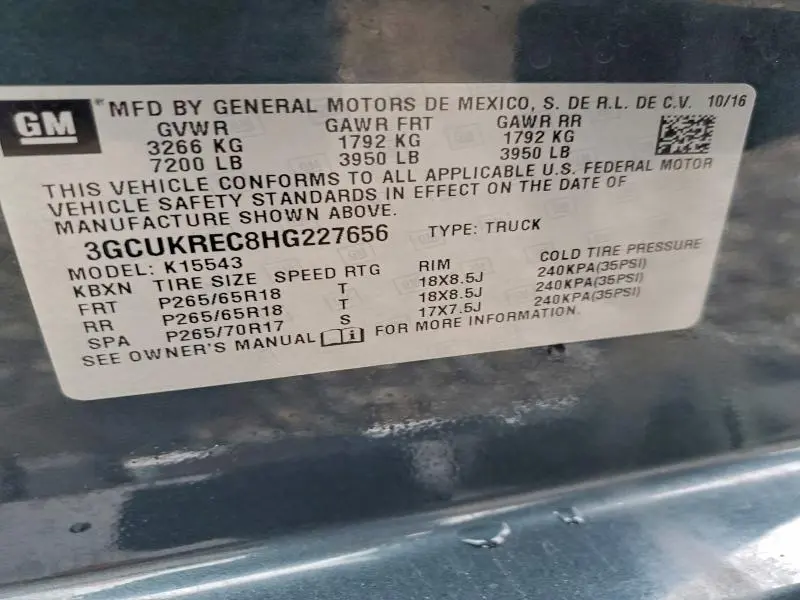 GM ® MFD BY GENERAL MOTORS DE MEXICO, S. DE R.L. DE C.V. 10/16
GVWR GAWR FRT GAWR RR
3266 KG 1792 KG 1792 KG
7200 LB 3950 LB 3950 LB
THIS VEHICLE CONFORMS TO ALL APPLICABLE U.S. FEDERAL MOTOR
VEHICLE SAFETY STANDARDS IN EFFECT ON THE DATE OF
MANUFACTURE SHOWN ABOVE.
3GCUKREC8HG227656 TYPE: TRUCK
MODEL: K15543
KBXN TIRE SIZE SPEED RTG RIM COLD TIRE PRESSURE
FRT P265/65R18 T 18X8.5J 240KPA(35PSI)
RR P265/65R18 T 18X8.5J 240KPA(35PSI)
SPA P265/70R17 S 17X7.5J 240KPA(35PSI)
SEE OWNER'S MANUAL i FOR MORE INFORMATION.